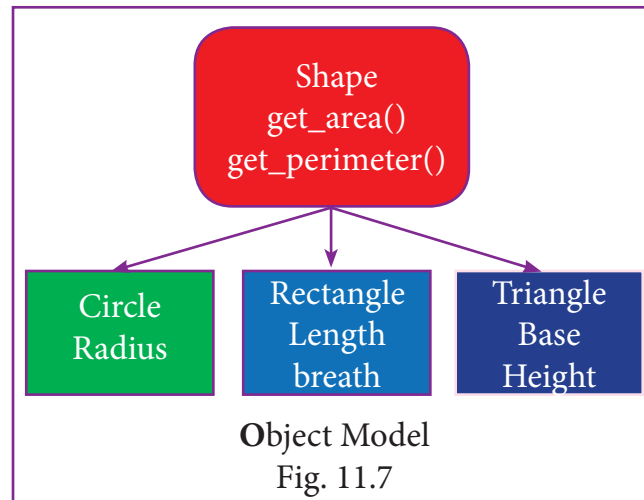 Shape
get_area()
get_perimeter()
Circle
Radius
Rectangle
Length
breath
Triangle
Base
Height
Object Model
Fig. 11.7